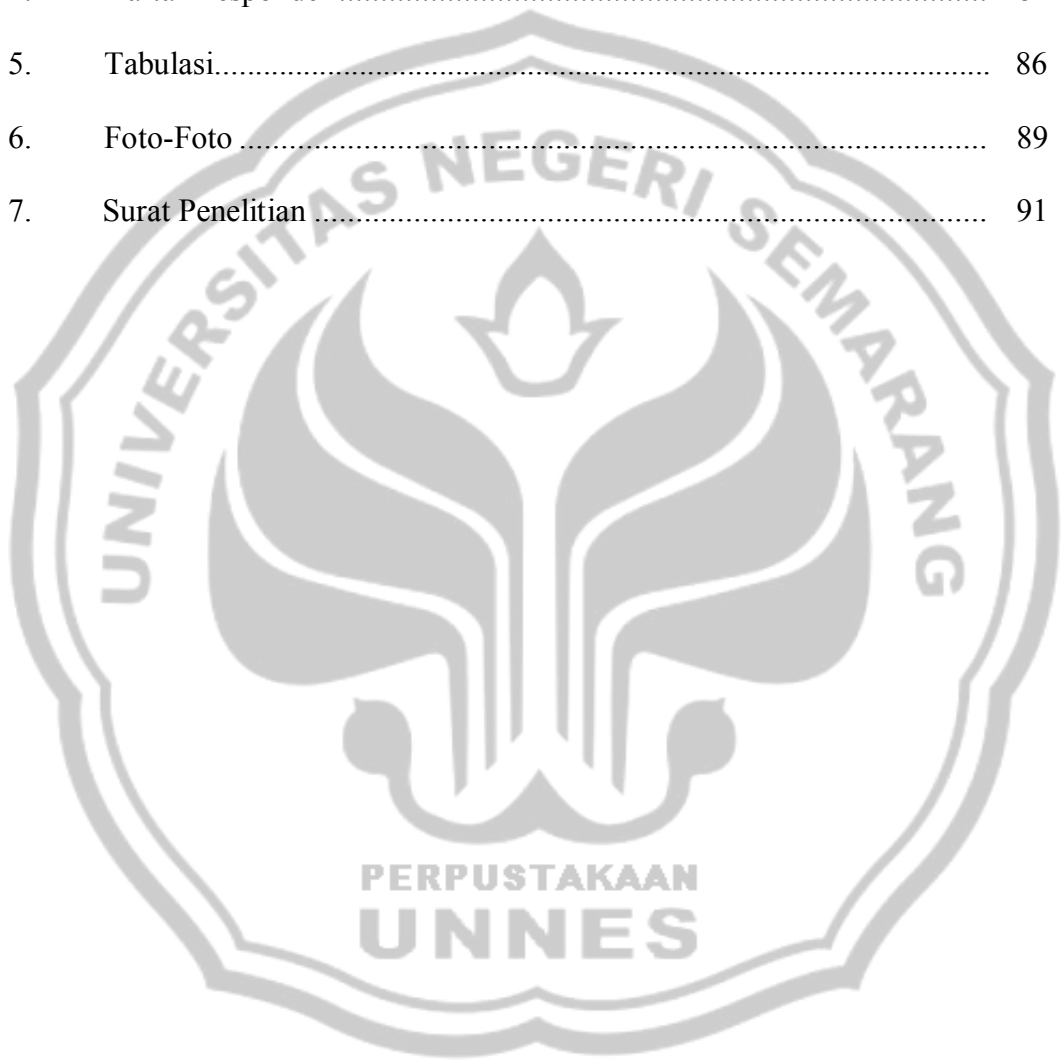 5. Tabulasi................................................................................................ 86
6. Foto-Foto ............................................................................................. 89
7. Surat Penelitian ................................................................................... 91
UNIVERSITAS NEGERI SEMARANG
PERPUSTAKAAN
UNNES